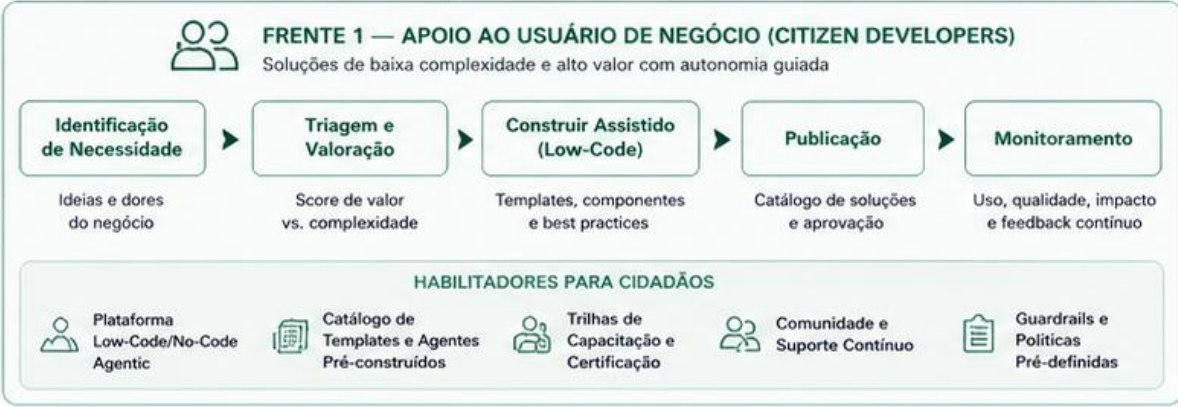 FRENTE 1 — APOIO AO USUÁRIO DE NEGÓCIO (CITIZEN DEVELOPERS)
Soluções de baixa complexidade e alto valor com autonomia guiada
Identificação
de Necessidade
Ideias e dores
do negócio
Triagem e
Valoração
Score de valor
vs. complexidade
Construir Assistido
(Low-Code)
Templates, componentes
e best practices
Publicação
Catálogo de soluções
e aprovação
Monitoramento
Uso, qualidade, impacto
e feedback contínuo
HABILITADORES PARA CIDADÃOS
Plataforma
Low-Code/No-Code
Agentic
Catálogo de
Templates e Agentes
Pré-construídos
Trilhas de
Capacitação e
Certificação
Comunidade e
Suporte Contínuo
Guardrails e
Politicas
Pré-definidas